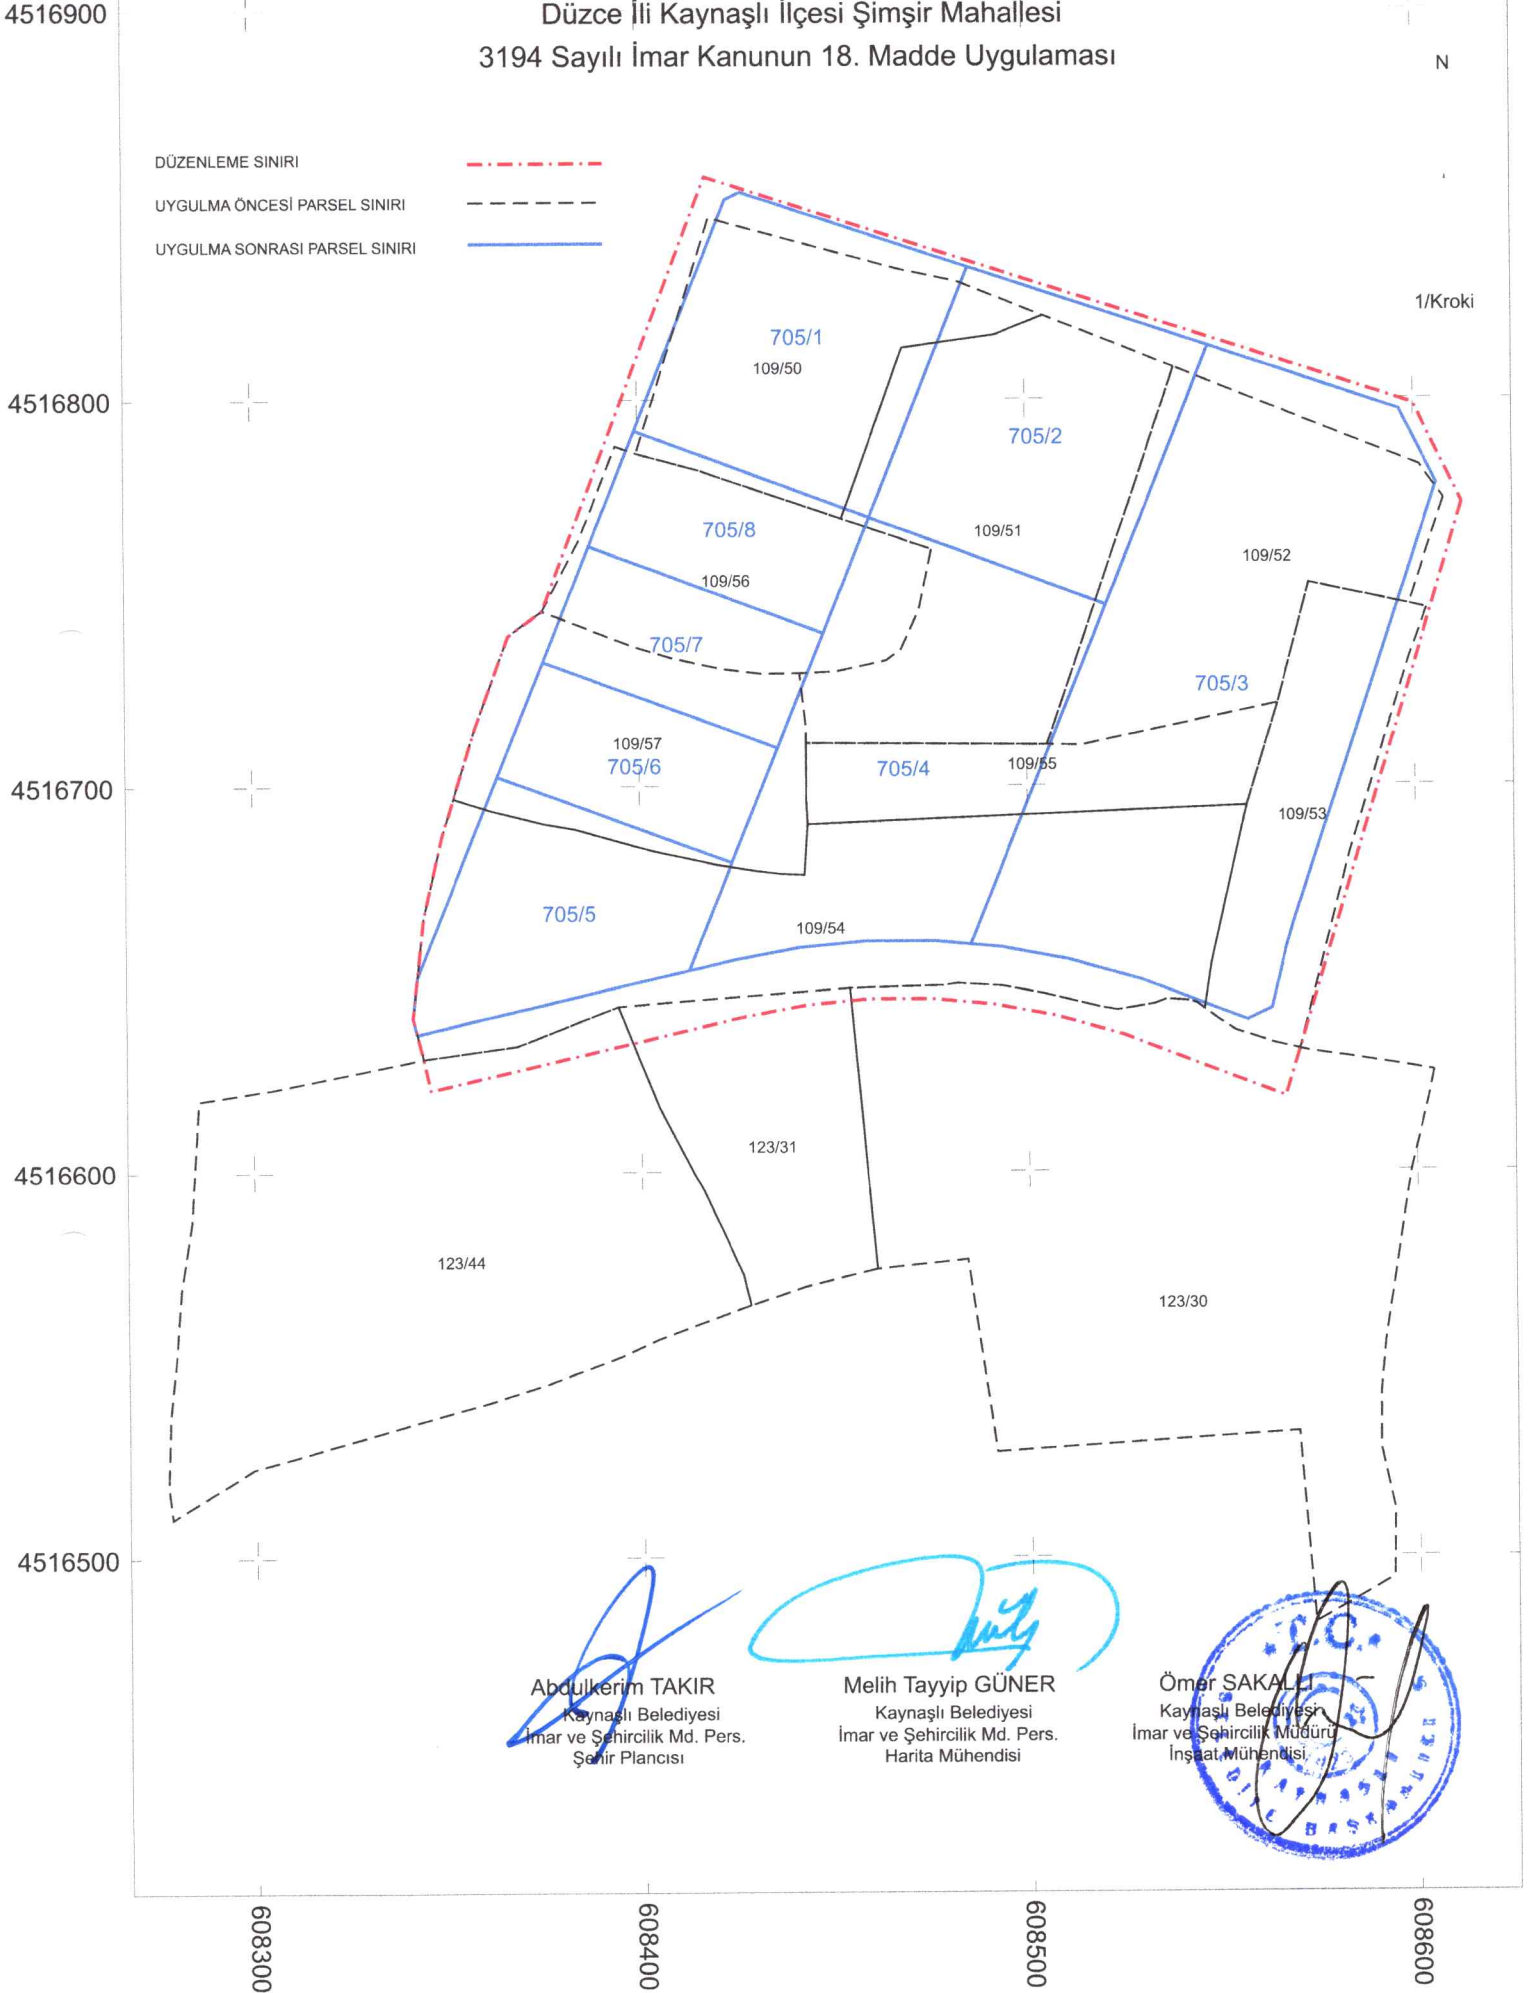 Düzce İli Kaynaşlı İlçesi Şimşir Mahallesi
3194 Sayılı İmar Kanunun 18. Madde Uygulaması
N
4516900
DÜZENLEME SINIRI
UYGULMA ÖNCESİ PARSEL SINIRI
UYGULMA SONRASI PARSEL SINIRI
1/Kroki
705/1
109/50
4516800
705/2
705/8
109/51
109/52
109/56
705/7
705/3
109/57
705/6
705/4
109/55
4516700
109/53
705/5
109/54
123/31
4516600
123/44
123/30
4516500
T.C.
Abdulkerim TAKIR
Kaynaşlı Belediyesi
İmar ve Şehircilik Md. Pers.
Şehir Plancısı
Melih Tayyip GÜNER
Kaynaşlı Belediyesi
İmar ve Şehircilik Md. Pers.
Harita Mühendisi
Ömer SAKALLI
Kaynaşlı Belediyesi
İmar ve Şehircilik Müdürü
İnşaat Mühendisi
608300
608400
608500
608600